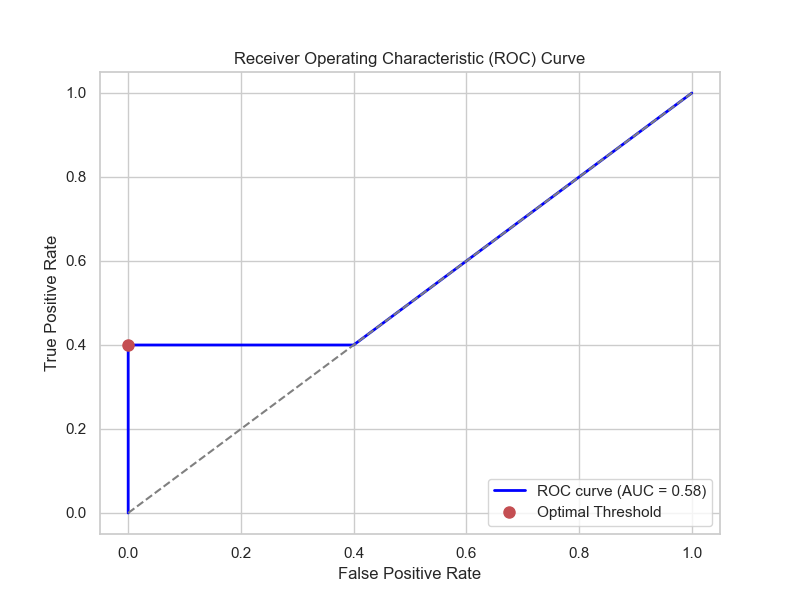 Receiver Operating Characteristic (ROC) Curve
True Positive Rate
1.0
0.8
0.6
0.4
0.2
0.0
ROC curve (AUC = 0.58)
Optimal Threshold
0.0 0.2 0.4 0.6 0.8 1.0
False Positive Rate